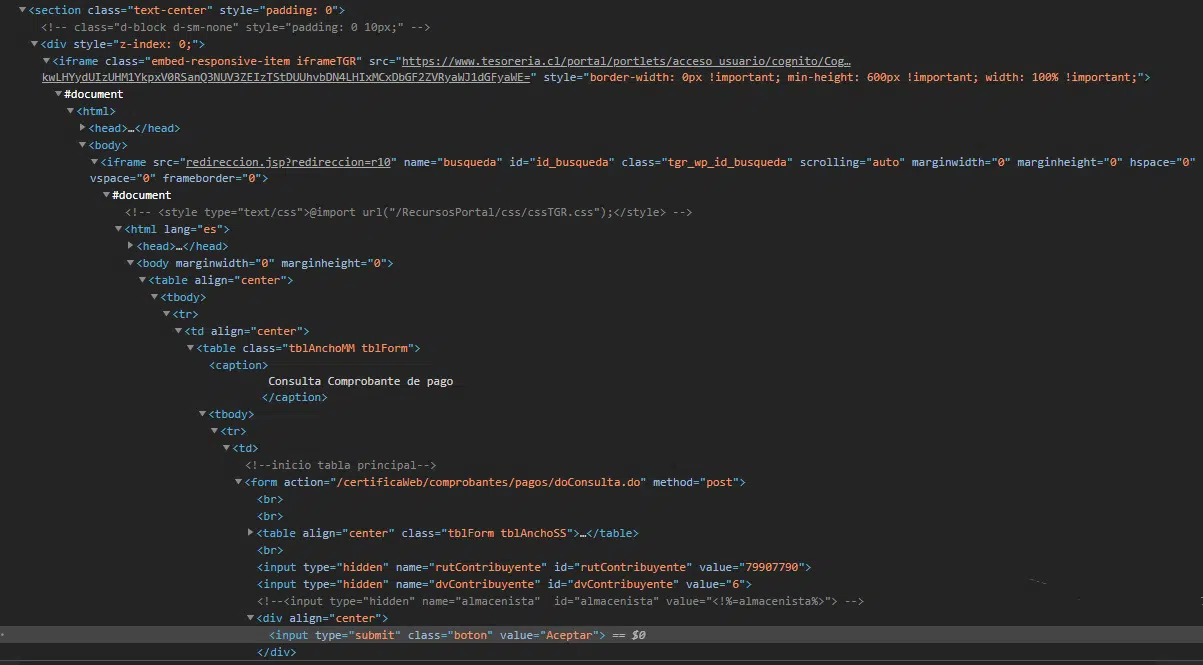 <section class="text-center" style="padding: 0">
<!-- class="d-block d-sm-none" style="padding: 0 10px;" -->
<div style="z-index: 0;">
<iframe class="embed-responsive-item iframeTGR" src="https://www.tesoreria.cl/portal/portlets/acceso_usuario/cognito/Cog…
kwLHYydUIzUHM1YkpxV0RSanQ3NUV3ZEIzTStDUUhvbDN4LHIxMCxDbGF2ZVRyaWJ1dGFyaWE=" style="border-width: 0px !important; min-height: 600px !important; width: 100% !important;">
#document
<html>
<head>…</head>
<body>
<iframe src="redireccion.jsp?redireccion=r10" name="busqueda" id="id_busqueda" class="tgr_wp_id_busqueda" scrolling="auto" marginwidth="0" marginheight="0" hspace="0"
vspace="0" frameborder="0">
#document
<!-- <style type="text/css">@import url("/RecursosPortal/css/cssTGR.css");</style> -->
<html lang="es">
<head>…</head>
<body marginwidth="0" marginheight="0">
<table align="center">
<tbody>
<tr>
<td align="center">
<table class="tblAnchoMM tblForm">
<caption>
Consulta Comprobante de pago
</caption>
<tbody>
<tr>
<td>
<!--inicio tabla principal-->
<form action="/certificaWeb/comprobantes/pagos/doConsulta.do" method="post">
<br>
<br>
<table align="center" class="tblForm tblAnchoSS">…</table>
<br>
<input type="hidden" name="rutContribuyente" id="rutContribuyente" value="79907790">
<input type="hidden" name="dvContribuyente" id="dvContribuyente" value="6">
<!--<input type="hidden" name="almacenista"  id="almacenista" value="<!%=almacenista%>"> -->
<div align="center">
<input type="submit" class="boton" value="Aceptar"> == $0
</div>